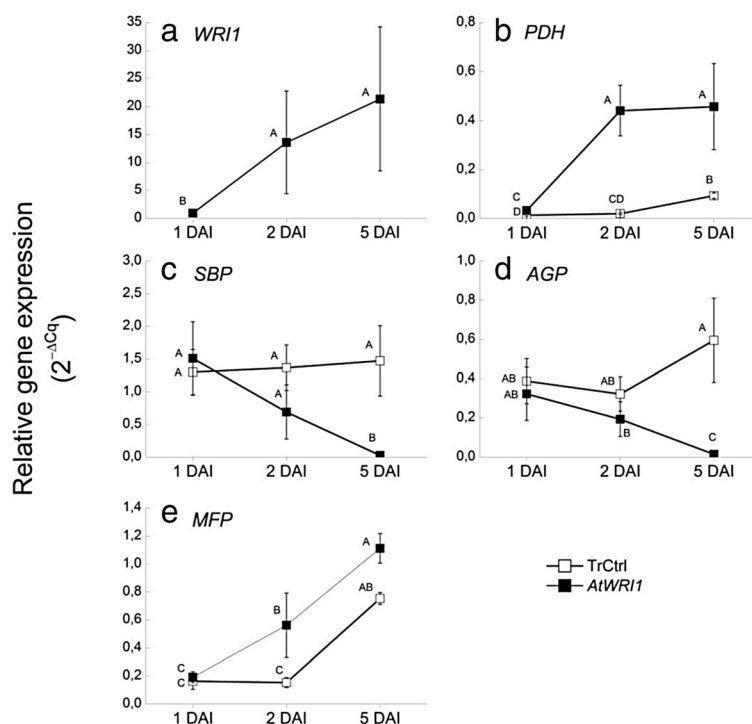 Relative gene expression
(2^-ΔCq)
a WRI1
35
30
25
20
15
10
5
0
B
A
A
1 DAI 2 DAI 5 DAI
b PDH
0,8
0,6
0,4
0,2
0,0
C
D
A
CD
A
B
1 DAI 2 DAI 5 DAI
c SBP
3,0
2,5
2,0
1,5
1,0
0,5
0,0
A
A
A
A
A
B
1 DAI 2 DAI 5 DAI
d AGP
1,0
0,8
0,6
0,4
0,2
0,0
AB
AB
AB
B
A
C
1 DAI 2 DAI 5 DAI
e MFP
1,4
1,2
1,0
0,8
0,6
0,4
0,2
0,0
C
C
B
C
A
AB
1 DAI 2 DAI 5 DAI
TrCtrl
AtWRI1